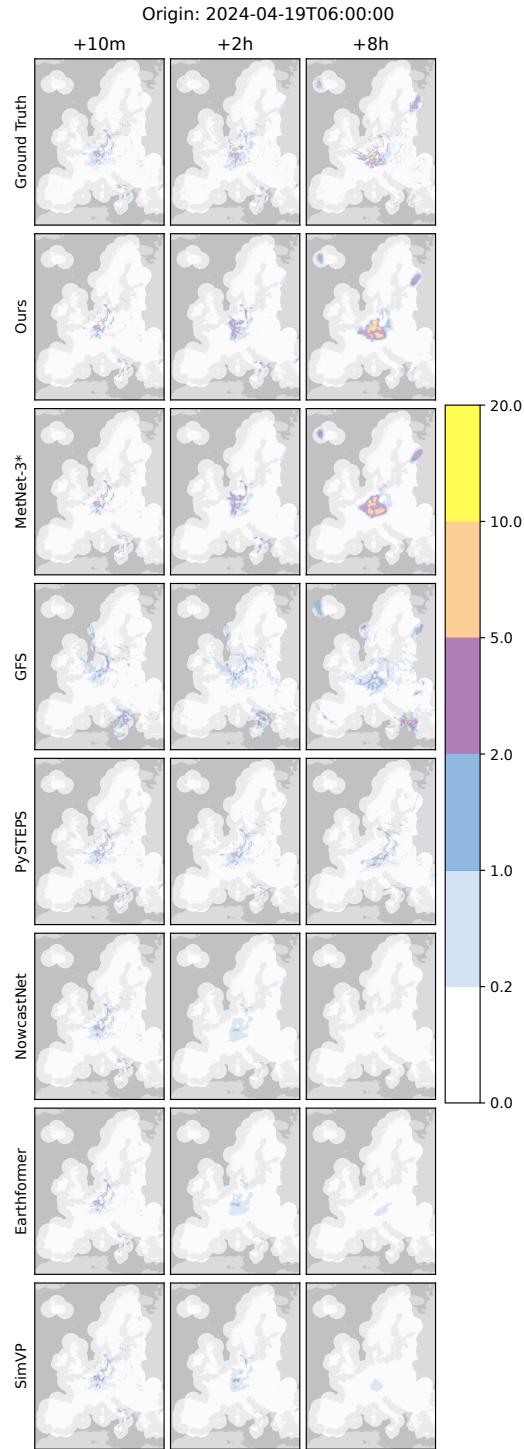 Origin: 2024-04-19T06:00:00
+10m
+2h
+8h
Ground Truth
Ours
MetNet-3*
GFS
PySTEPS
NowcastNet
Earthformer
SimVP
20.0
10.0
5.0
2.0
1.0
0.2
0.0